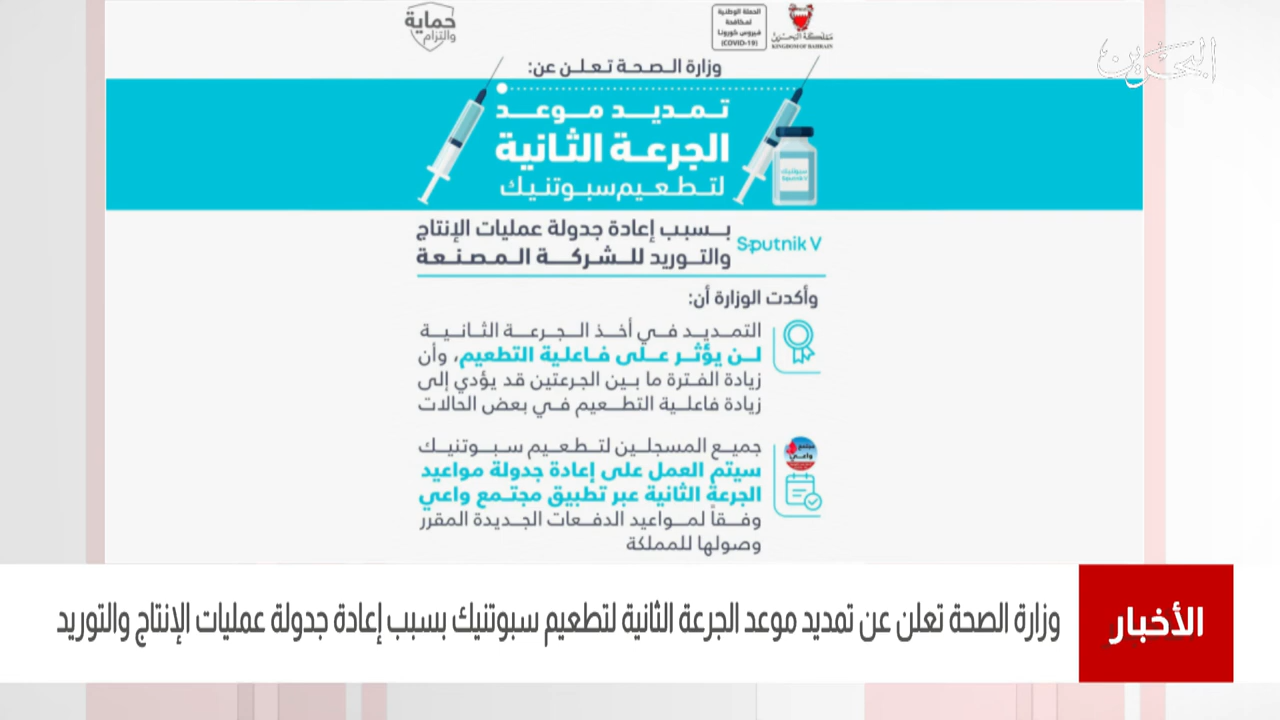 حماية
والتزام
الحملة الوطنية
لمكافحة
فيروس كورونا
(COVID-19)
مملكة البحرين
KINGDOM OF BAHRAIN
البحرين
وزارة الصحة تعلن عن:
تمديد موعد
الجرعة الثانية
لتطعيم سبوتنيك
سبوتنيك
Sputnik V
Sputnik V
بسبب إعادة جدولة عمليات الإنتاج
والتوريد للشركة المصنعة
وأكدت الوزارة أن:
التمديد في أخذ الجرعة الثانية
لن يؤثر على فاعلية التطعيم، وأن
زيادة الفترة ما بين الجرعتين قد يؤدي إلى
زيادة فاعلية التطعيم في بعض الحالات
مجتمع
واعي
جميع المسجلين لتطعيم سبوتنيك
سيتم العمل على إعادة جدولة مواعيد
الجرعة الثانية عبر تطبيق مجتمع واعي
وفقاً لمواعيد الدفعات الجديدة المقرر
وصولها للمملكة
الأخبار
وزارة الصحة تعلن عن تمديد موعد الجرعة الثانية لتطعيم سبوتنيك بسبب إعادة جدولة عمليات الإنتاج والتوريد